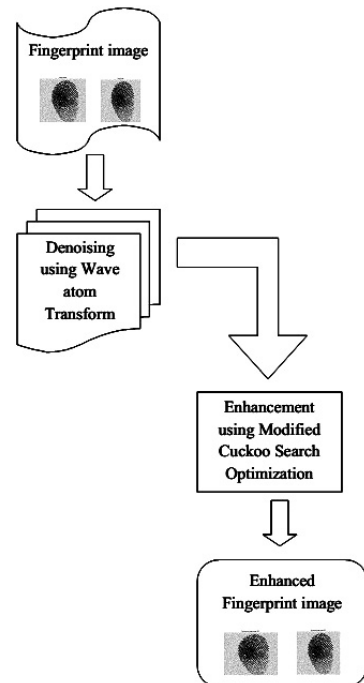 Fingerprint image
Denoising
using Wave
atom
Transform
Enhancement
using Modified
Cuckoo Search
Optimization
Enhanced
Fingerprint image